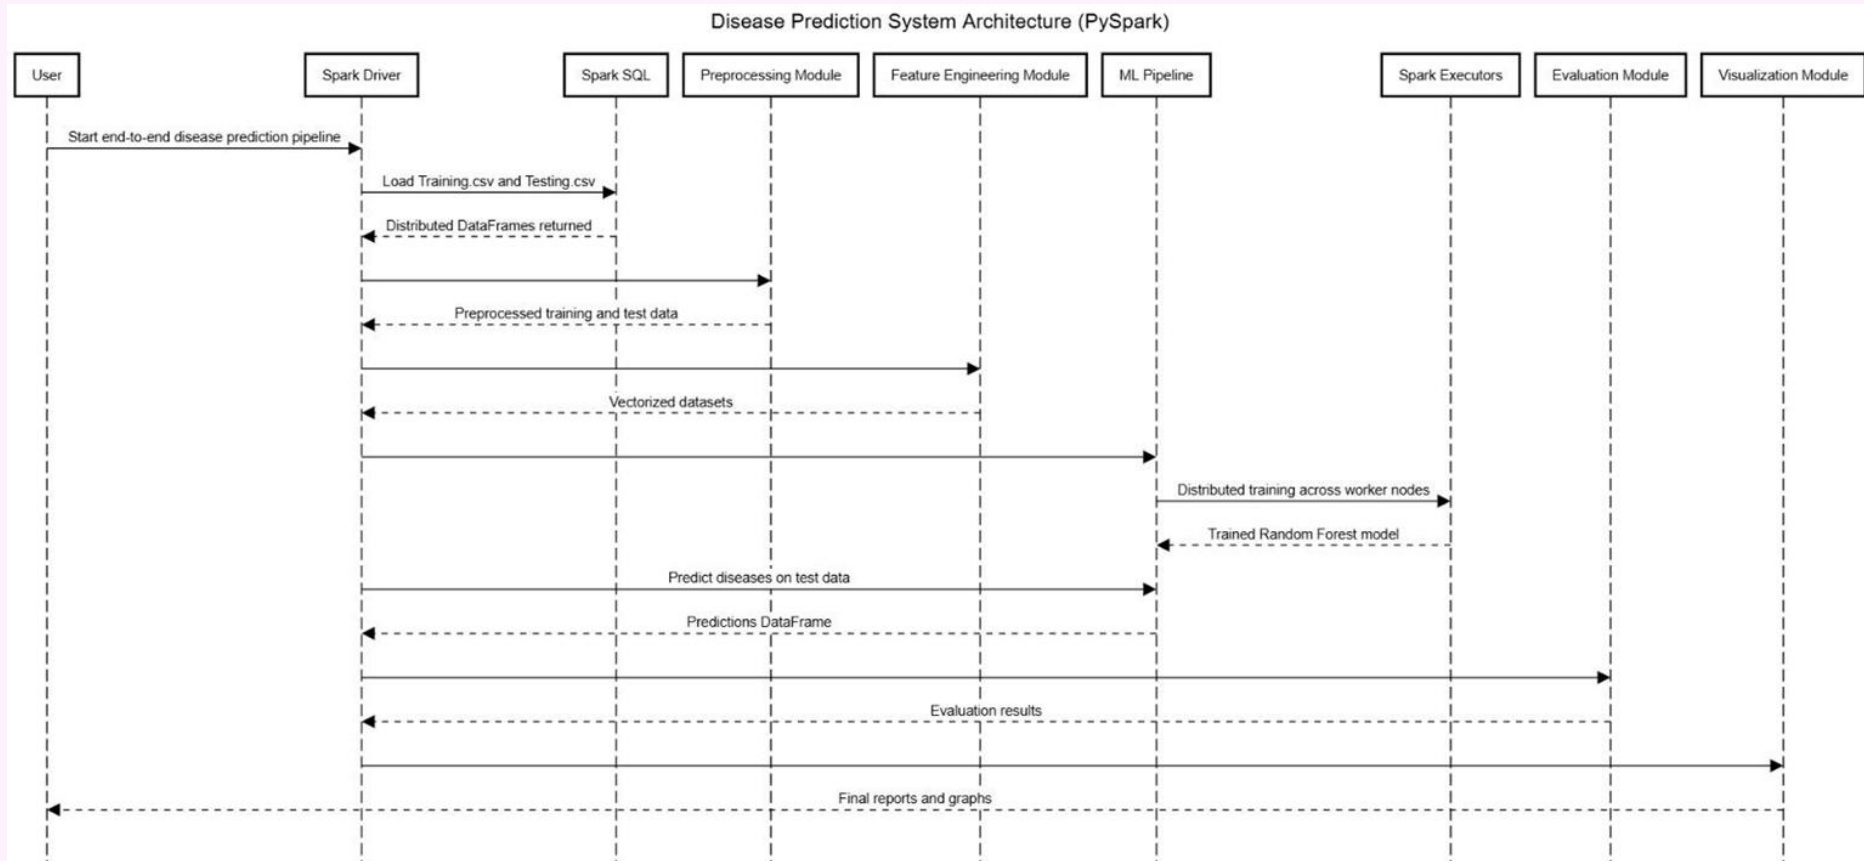 Disease Prediction System Architecture (PySpark)
User
Spark Driver
Spark SQL
Preprocessing Module
Feature Engineering Module
ML Pipeline
Spark Executors
Evaluation Module
Visualization Module
Start end-to-end disease prediction pipeline
Load Training.csv and Testing.csv
Distributed DataFrames returned
Preprocessed training and test data
Vectorized datasets
Distributed training across worker nodes
Trained Random Forest model
Predict diseases on test data
Predictions DataFrame
Evaluation results
Final reports and graphs